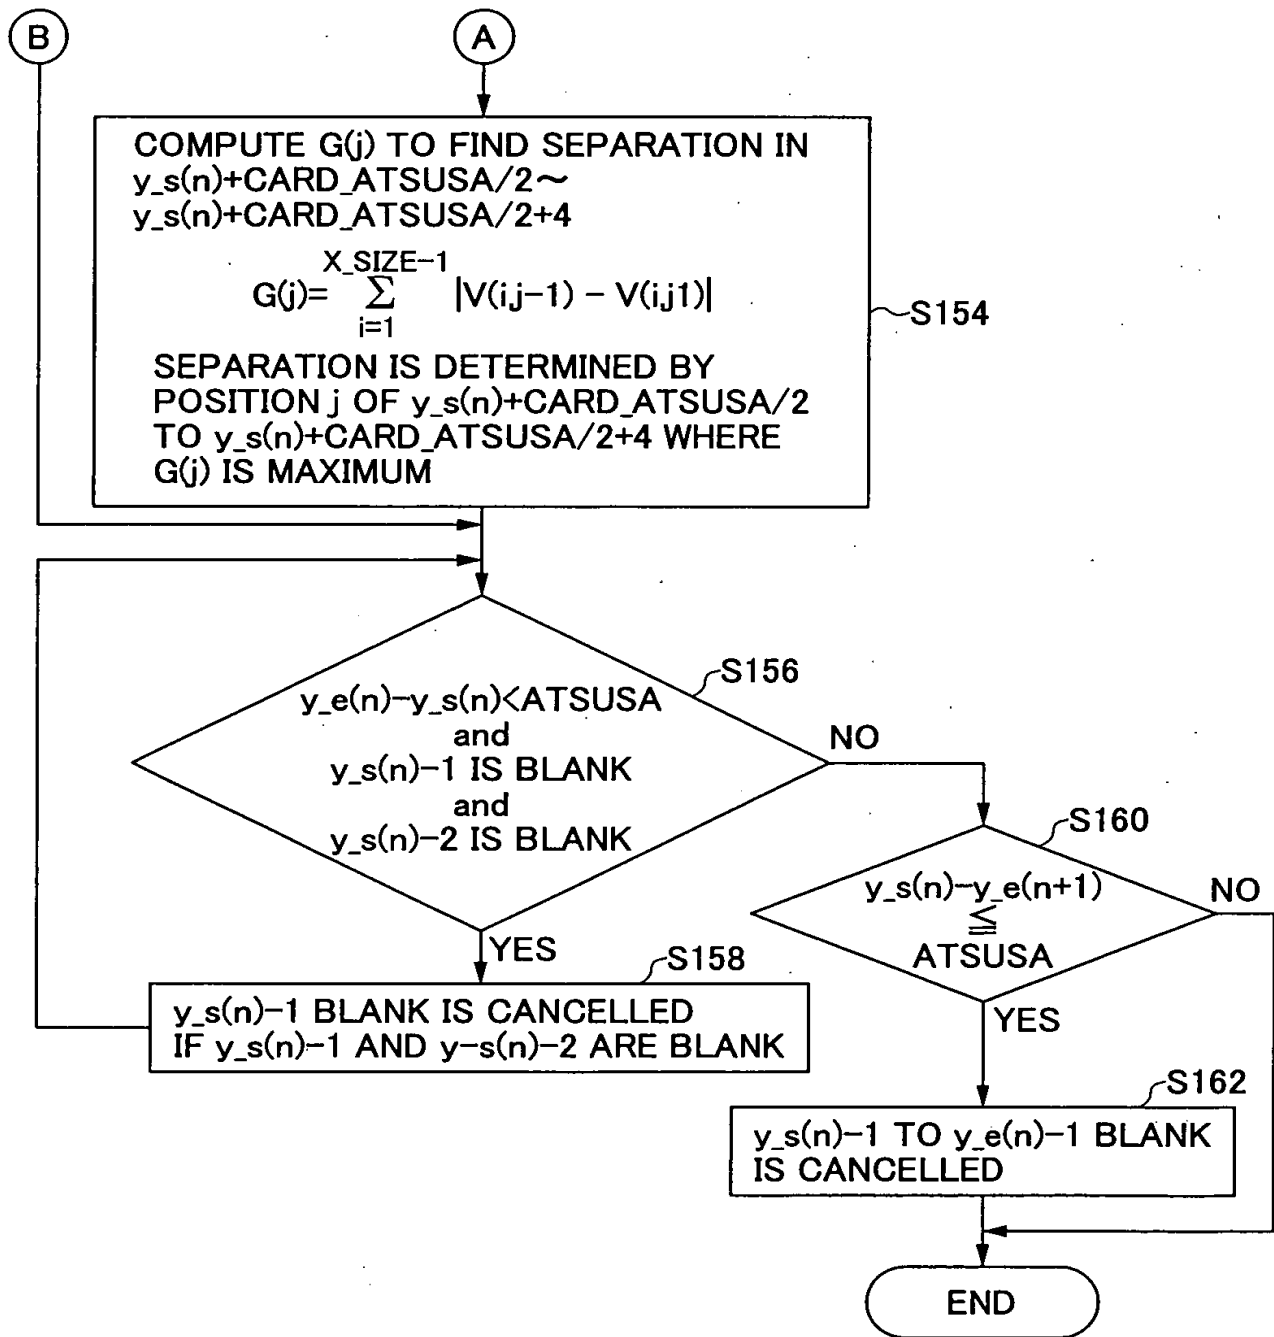 B
A
COMPUTE G(j) TO FIND SEPARATION IN
y_s(n)+CARD_ATSUSA/2～
y_s(n)+CARD_ATSUSA/2+4
X_SIZE-1
G(j)= Σ |V(i,j-1) - V(i,j1)|
i=1
SEPARATION IS DETERMINED BY
POSITION j OF y_s(n)+CARD_ATSUSA/2
TO y_s(n)+CARD_ATSUSA/2+4 WHERE
G(j) IS MAXIMUM
S154
S156
y_e(n)-y_s(n)<ATSUSA
and
y_s(n)-1 IS BLANK
and
y_s(n)-2 IS BLANK
NO
YES
S158
y_s(n)-1 BLANK IS CANCELLED
IF y_s(n)-1 AND y-s(n)-2 ARE BLANK
S160
y_s(n)-y_e(n+1)
≦
ATSUSA
NO
YES
S162
y_s(n)-1 TO y_e(n)-1 BLANK
IS CANCELLED
END